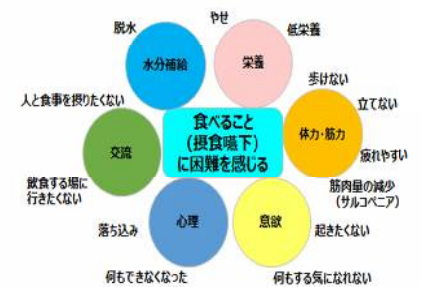 やせ
脱水
低栄養
水分補給
栄養
歩けない
人と食事を摂りたくない
立てない
食べること
(摂食嚥下)
に困難を感じる
体力・筋力
交流
疲れやすい
飲食する場に
行きたくない
筋肉量の減少
(サルコペニア)
心理
意欲
落ち込み
起きたくない
何もできなくなった
何もする気になれない